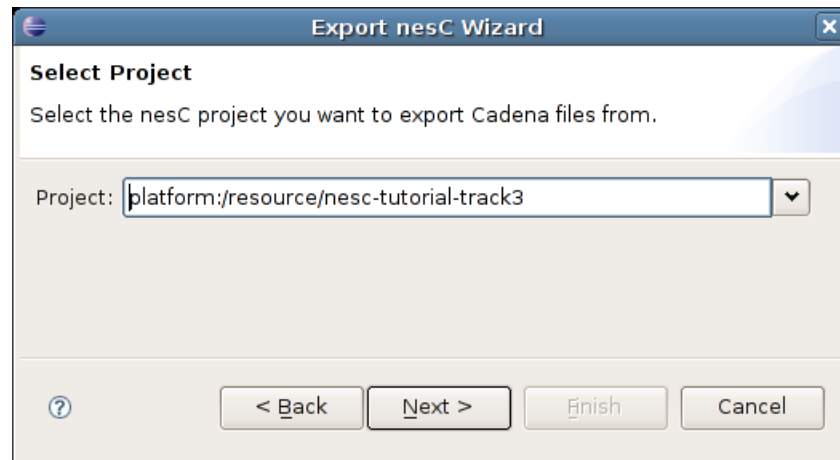 Export nesC Wizard
Select Project
Select the nesC project you want to export Cadena files from.
Project: platform:/resource/nesc-tutorial-track3
? < Back Next > Finish Cancel